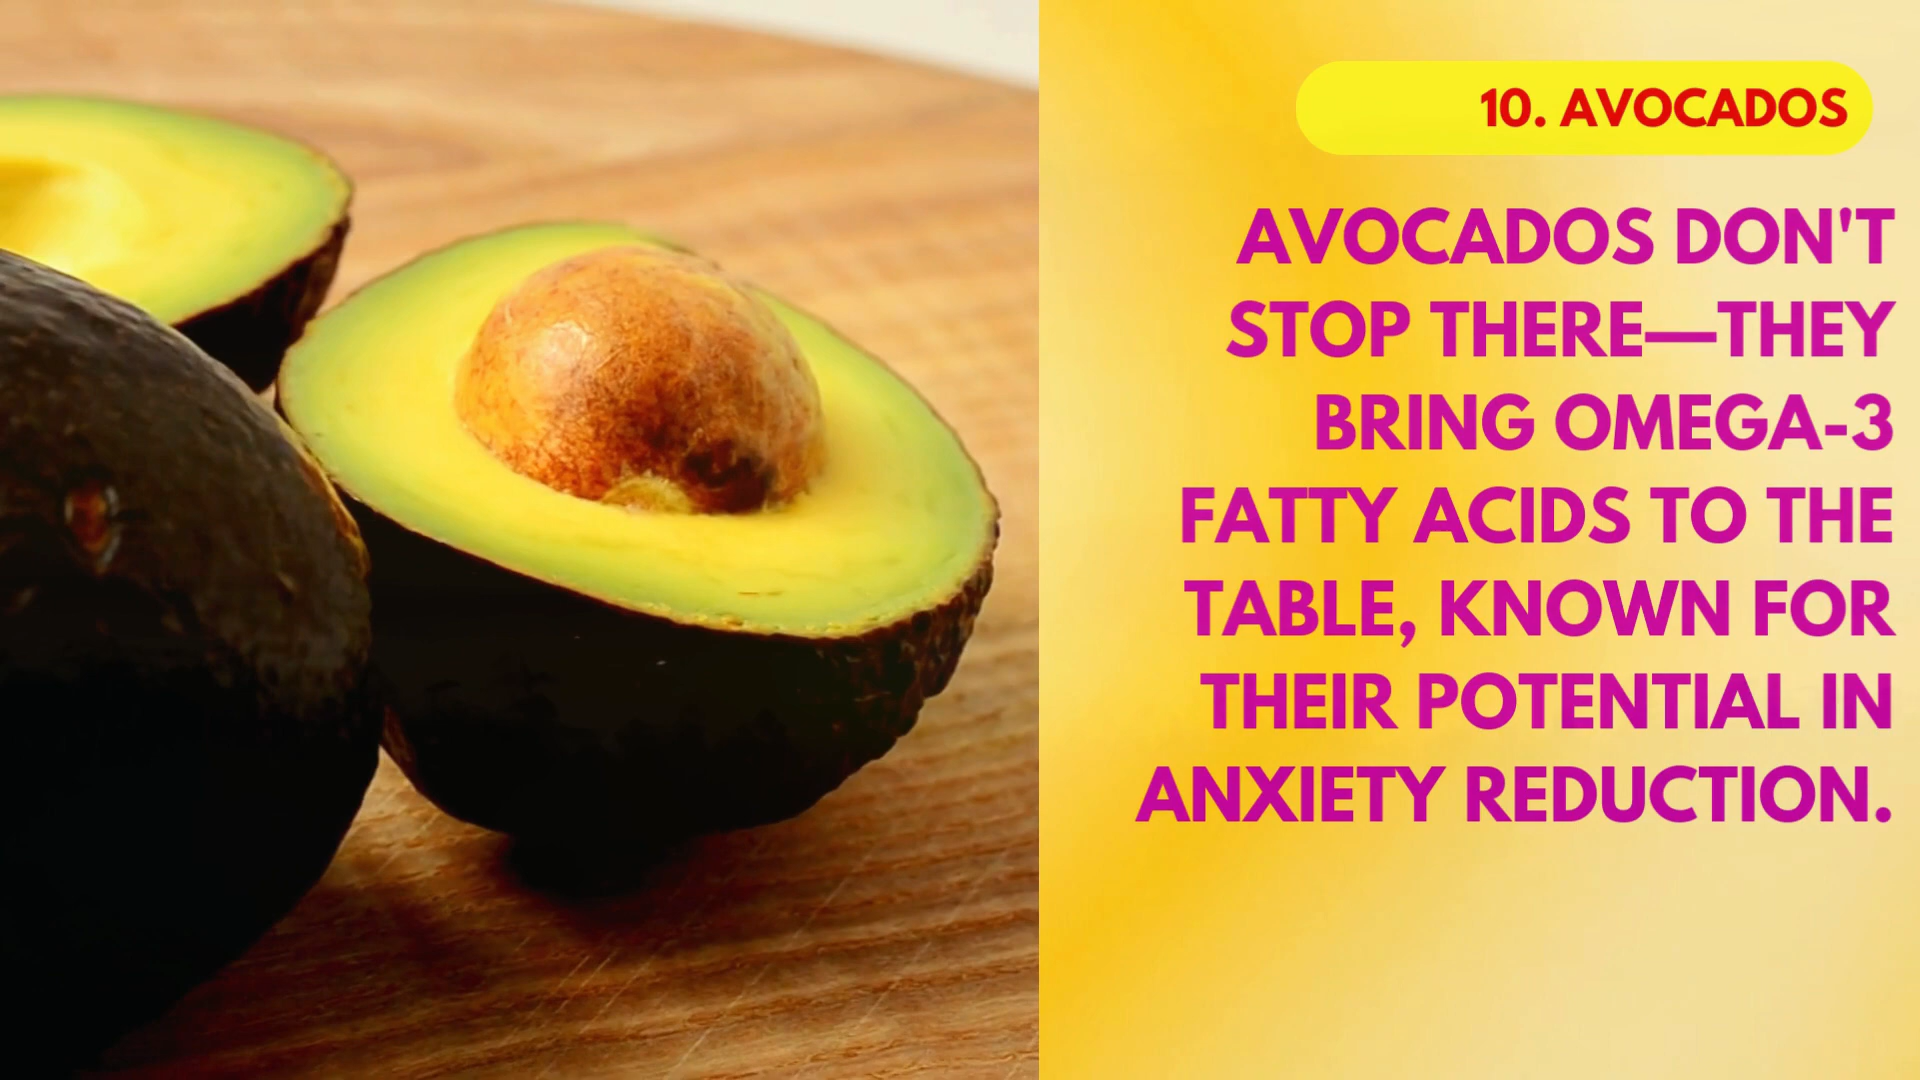 10. AVOCADOS
AVOCADOS DON'T
STOP THERE—THEY
BRING OMEGA-3
FATTY ACIDS TO THE
TABLE, KNOWN FOR
THEIR POTENTIAL IN
ANXIETY REDUCTION.